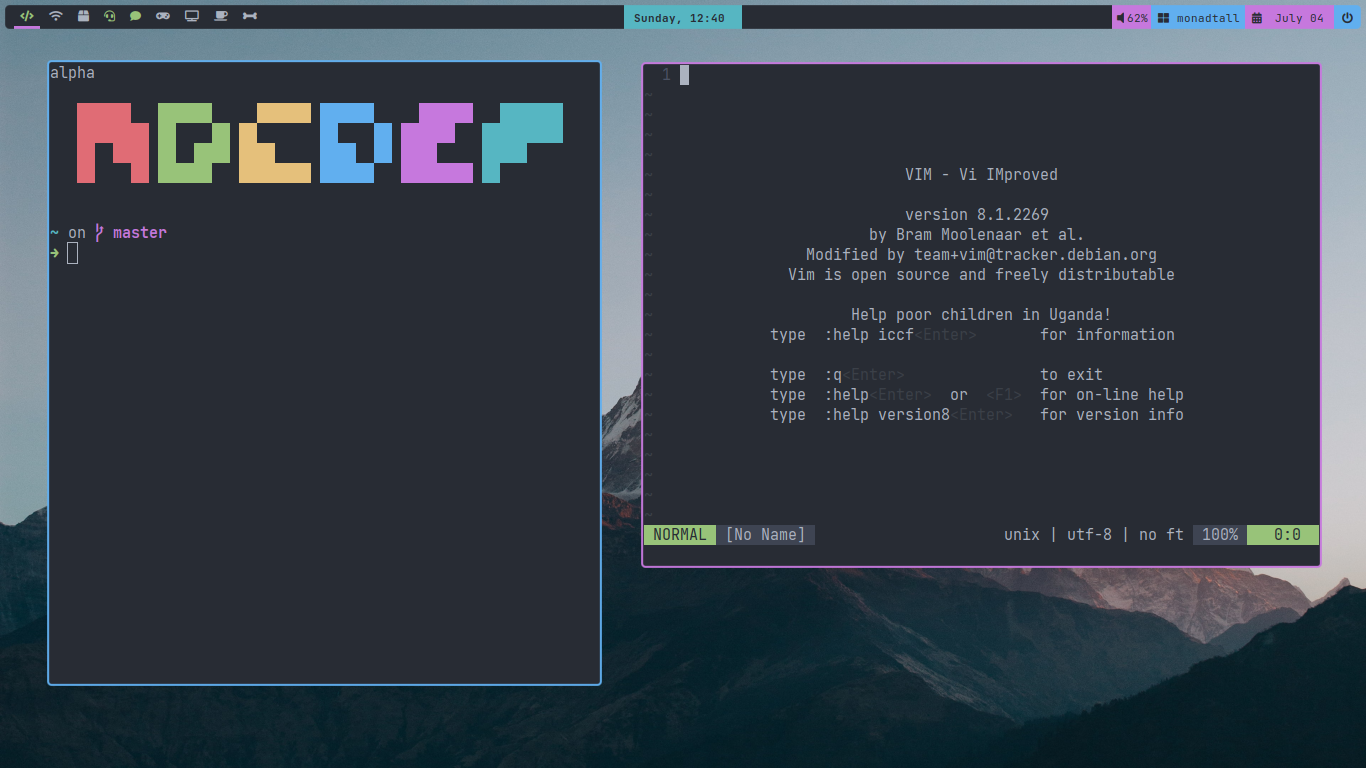 </>
Sunday, 12:40
62%
monadtall
July 04
alpha
~ on master
1
VIM - Vi IMproved
version 8.1.2269
by Bram Moolenaar et al.
Modified by team+vim@tracker.debian.org
Vim is open source and freely distributable
Help poor children in Uganda!
type :help iccf<Enter> for information
type :q<Enter> to exit
type :help<Enter> or <F1> for on-line help
type :help version8<Enter> for version info
NORMAL [No Name] unix | utf-8 | no ft 100% 0:0